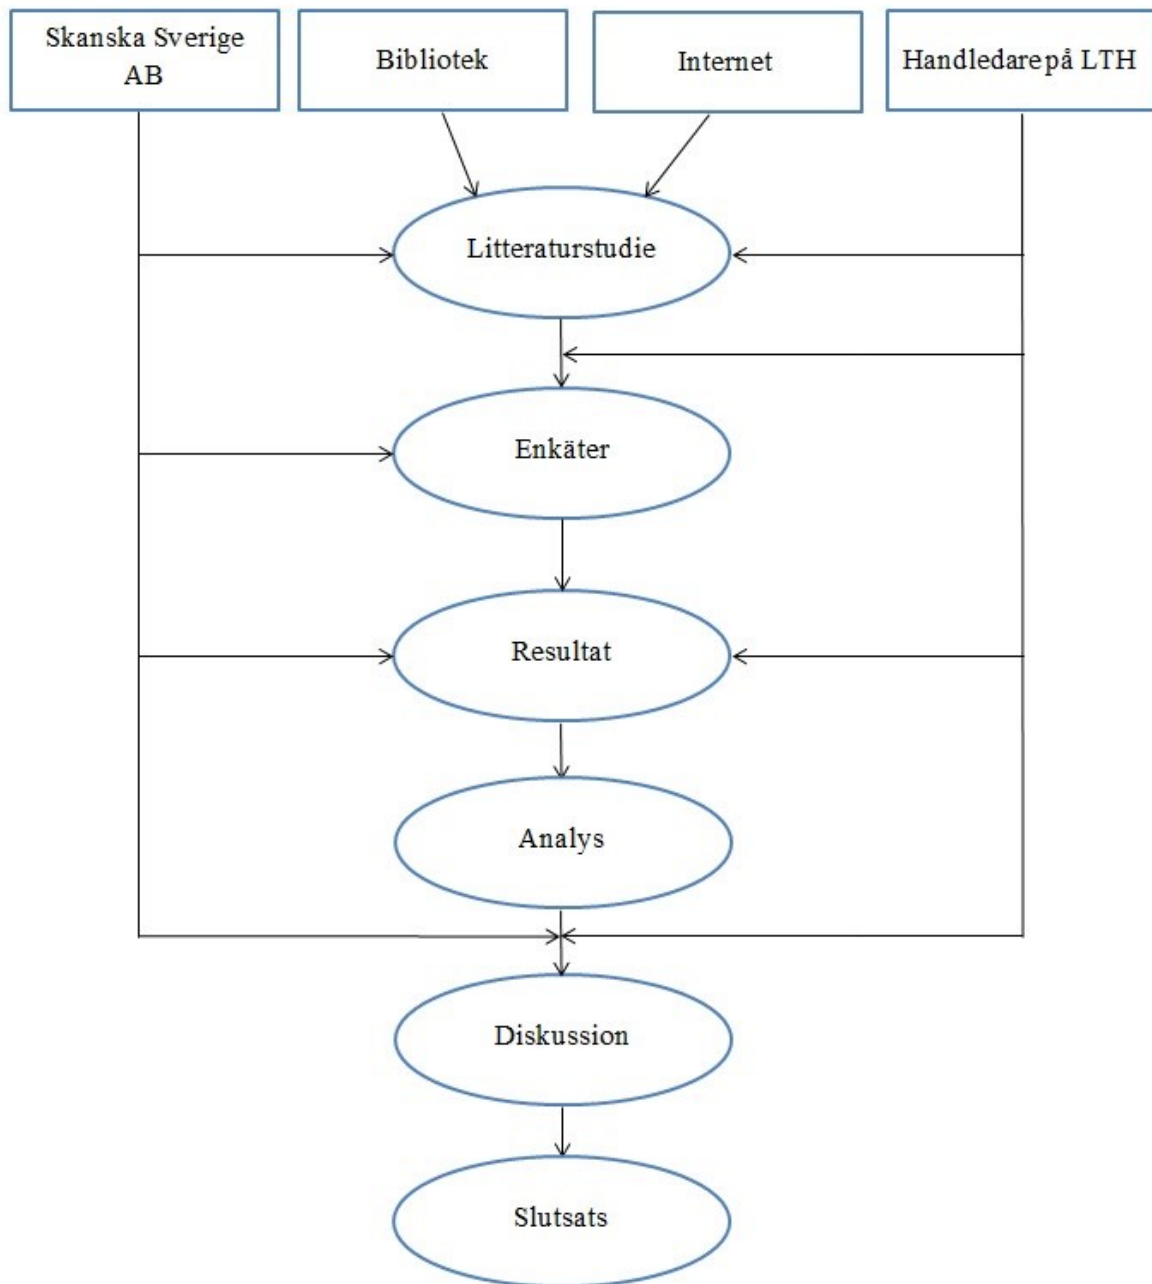 Skanska Sverige
AB
Bibliotek
Internet
Handledare på LTH
Litteraturstudie
Enkäter
Resultat
Analys
Diskussion
Slutsats